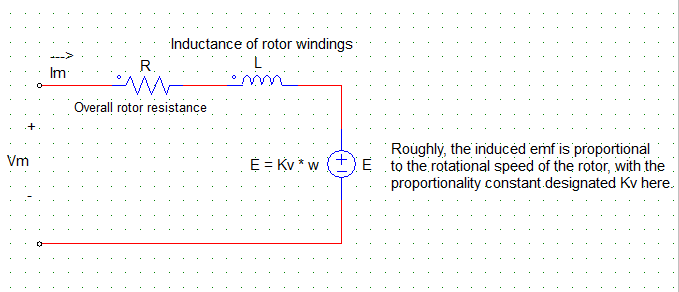 Inductance of rotor windings
--->
Im
R
L
Overall rotor resistance
+
Vm
-
E = Kv * w
+
-
E
Roughly, the induced emf is proportional
to the rotational speed of the rotor, with the
proportionality constant designated Kv here.